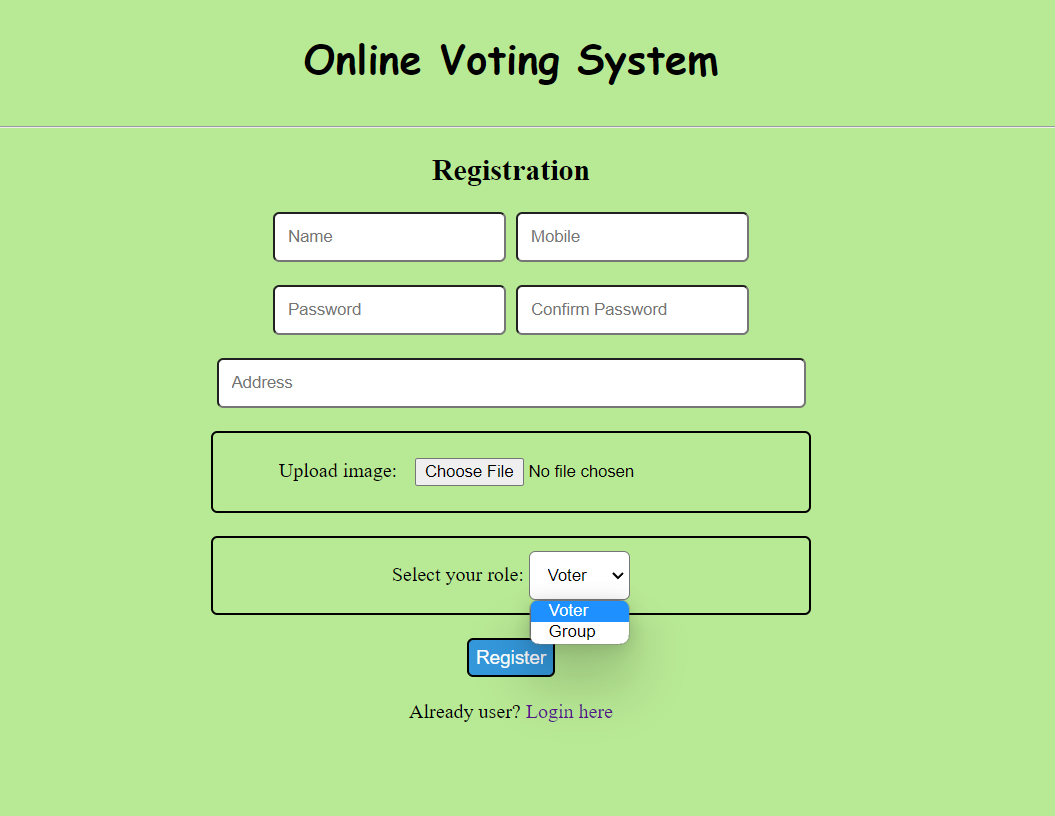 Online Voting System
Registration
Name Mobile
Password Confirm Password
Address
Upload image: Choose File No file chosen
Select your role: Voter
Voter
Group
Register
Already user? Login here